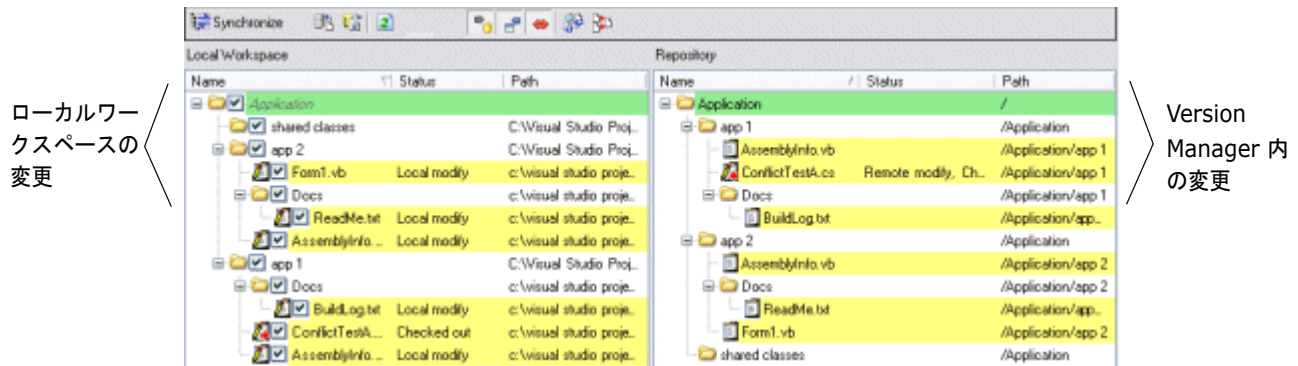 Synchronize
Local Workspace
Repository
Name Status Path
Name / Status Path
ローカルワー
クスペースの
変更
Application
shared classes C:\Visual Studio Proj...
app 2 C:\Visual Studio Proj...
Form1.vb Local modify c:\visual studio proje...
Docs c:\visual studio proje...
ReadMe.txt Local modify c:\visual studio proje...
AssemblyInfo... Local modify c:\visual studio proje...
app 1 C:\Visual Studio Proj...
Docs c:\visual studio proje...
BuildLog.txt Local modify c:\visual studio proje...
ConflictTestA... Checked out c:\visual studio proje...
AssemblyInfo... Local modify c:\visual studio proje...
Application /
app 1 /Application
AssemblyInfo.vb /Application/app 1
ConflictTestA.cs Remote modify, Ch... /Application/app 1
Docs /Application/app 1
BuildLog.txt /Application/app...
app 2 /Application
AssemblyInfo.vb /Application/app 2
Docs /Application/app 2
ReadMe.txt /Application/app...
Form1.vb /Application/app 2
shared classes /Application
Version
Manager 内
の変更